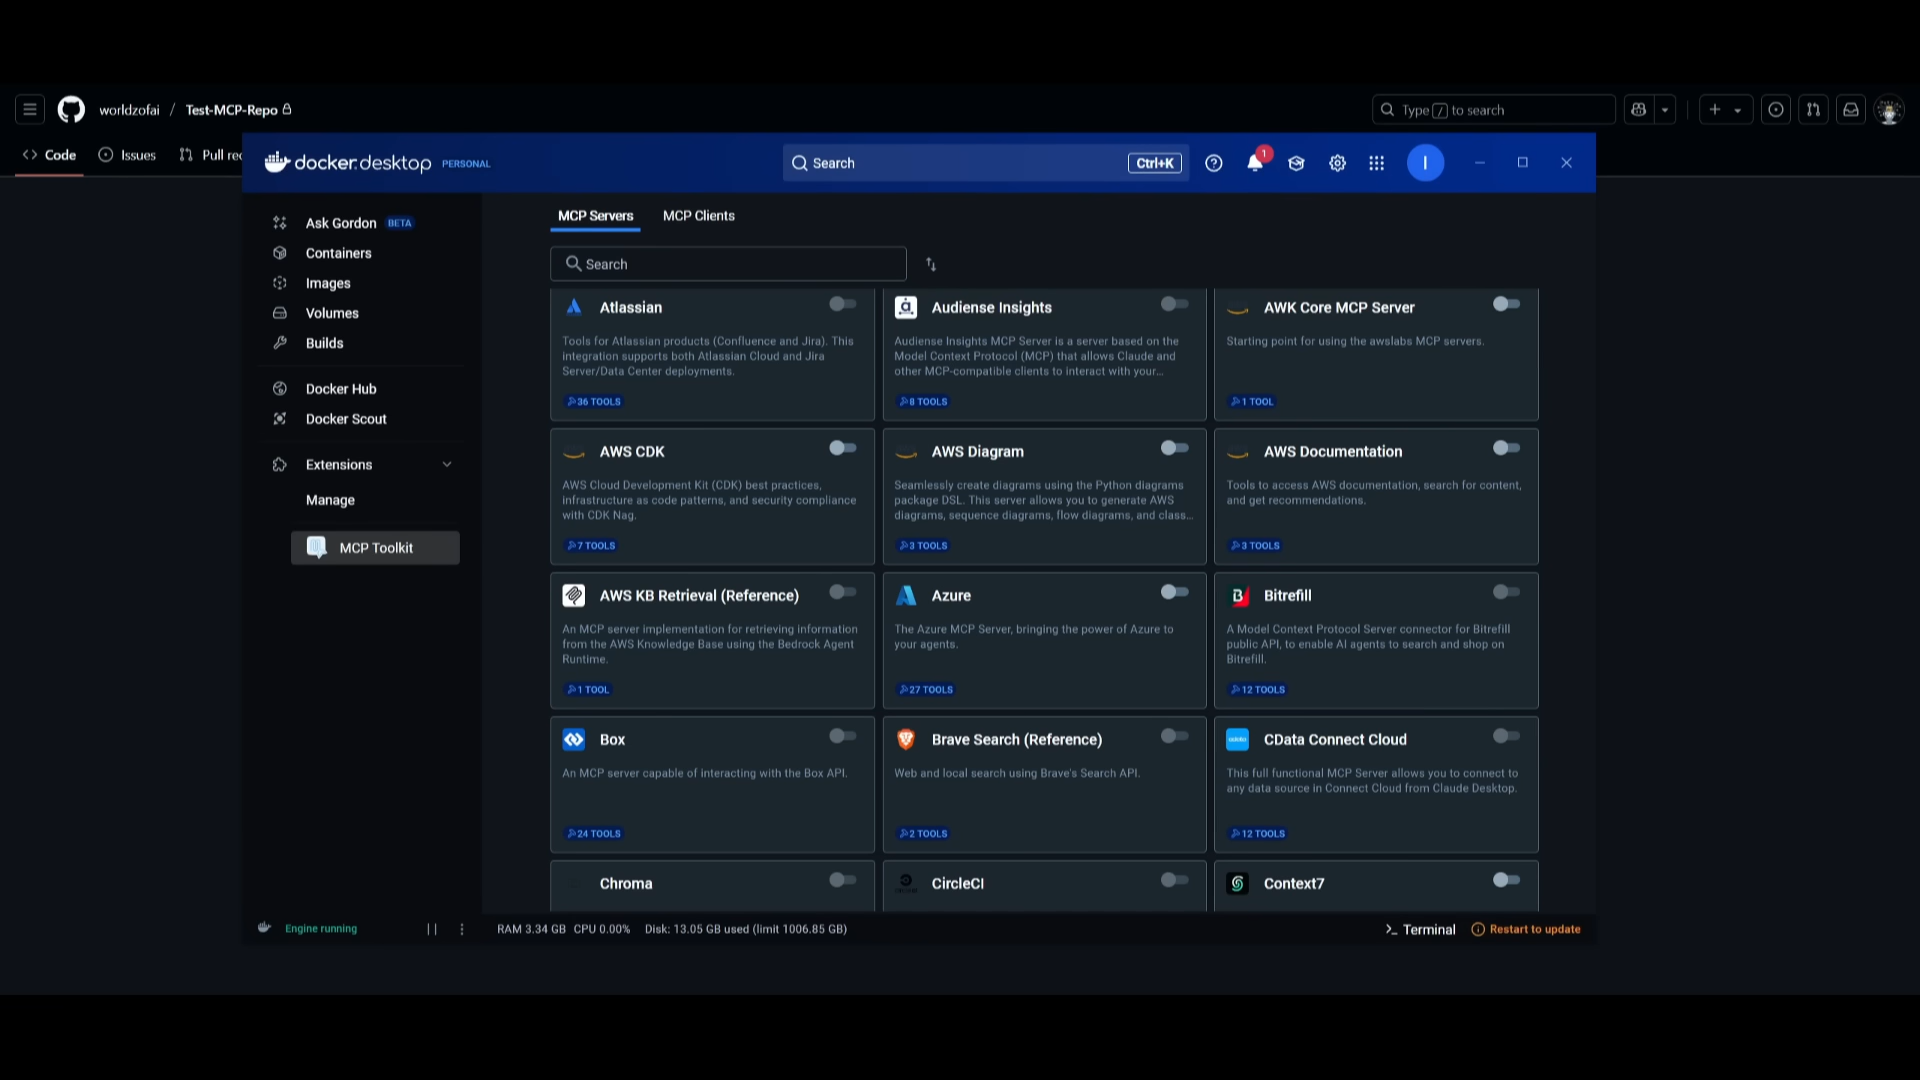 worldzofai / Test-MCP-Repo
Type / to search
Code
Issues
Pull re
docker.desktop PERSONAL
Search
Ctrl+K
1
I
Ask Gordon BETA
Containers
Images
Volumes
Builds
Docker Hub
Docker Scout
Extensions
Manage
MCP Toolkit
MCP Servers
MCP Clients
Search
Atlassian
Tools for Atlassian products (Confluence and Jira). This
integration supports both Atlassian Cloud and Jira
Server/Data Center deployments.
36 TOOLS
Audiense Insights
Audiense Insights MCP Server is a server based on the
Model Context Protocol (MCP) that allows Claude and
other MCP-compatible clients to interact with your...
8 TOOLS
AWK Core MCP Server
Starting point for using the awslabs MCP servers.
1 TOOL
AWS CDK
AWS Cloud Development Kit (CDK) best practices,
infrastructure as code patterns, and security compliance
with CDK Nag.
7 TOOLS
AWS Diagram
Seamlessly create diagrams using the Python diagrams
package DSL. This server allows you to generate AWS
diagrams, sequence diagrams, flow diagrams, and class...
3 TOOLS
AWS Documentation
Tools to access AWS documentation, search for content,
and get recommendations.
3 TOOLS
AWS KB Retrieval (Reference)
An MCP server implementation for retrieving information
from the AWS Knowledge Base using the Bedrock Agent
Runtime.
1 TOOL
Azure
The Azure MCP Server, bringing the power of Azure to
your agents.
27 TOOLS
Bitrefill
A Model Context Protocol Server connector for Bitrefill
public API, to enable AI agents to search and shop on
Bitrefill.
12 TOOLS
Box
An MCP server capable of interacting with the Box API.
24 TOOLS
Brave Search (Reference)
Web and local search using Brave's Search API.
2 TOOLS
CData Connect Cloud
This full functional MCP Server allows you to connect to
any data source in Connect Cloud from Claude Desktop.
12 TOOLS
Chroma
CircleCI
Context7
Engine running
RAM 3.34 GB CPU 0.00% Disk: 13.05 GB used (limit 1006.85 GB)
Terminal
Restart to update